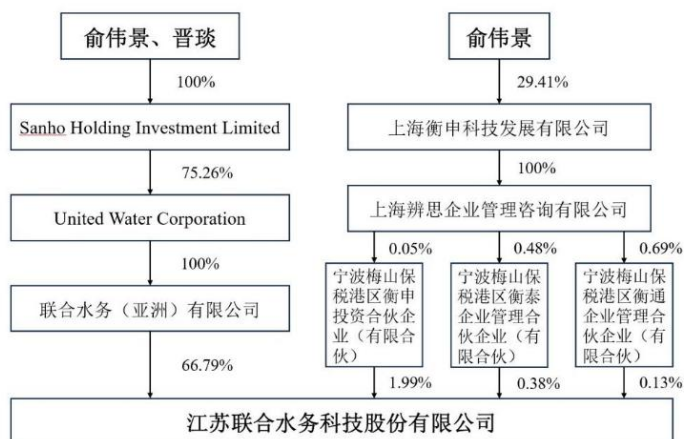 俞伟景、晋琰
俞伟景
100%
29.41%
Sanho Holding Investment Limited
上海衡申科技发展有限公司
75.26%
100%
United Water Corporation
上海辨思企业管理咨询有限公司
100%
0.05%
0.48%
0.69%
联合水务（亚洲）有限公司
宁波梅山保
税港区衡申
投资合伙企
业（有限合
伙）
宁波梅山保
税港区衡泰
企业管理合
伙企业（有
限合伙）
宁波梅山保
税港区衡通
企业管理合
伙企业（有
限合伙）
66.79%
1.99%
0.38%
0.13%
江苏联合水务科技股份有限公司